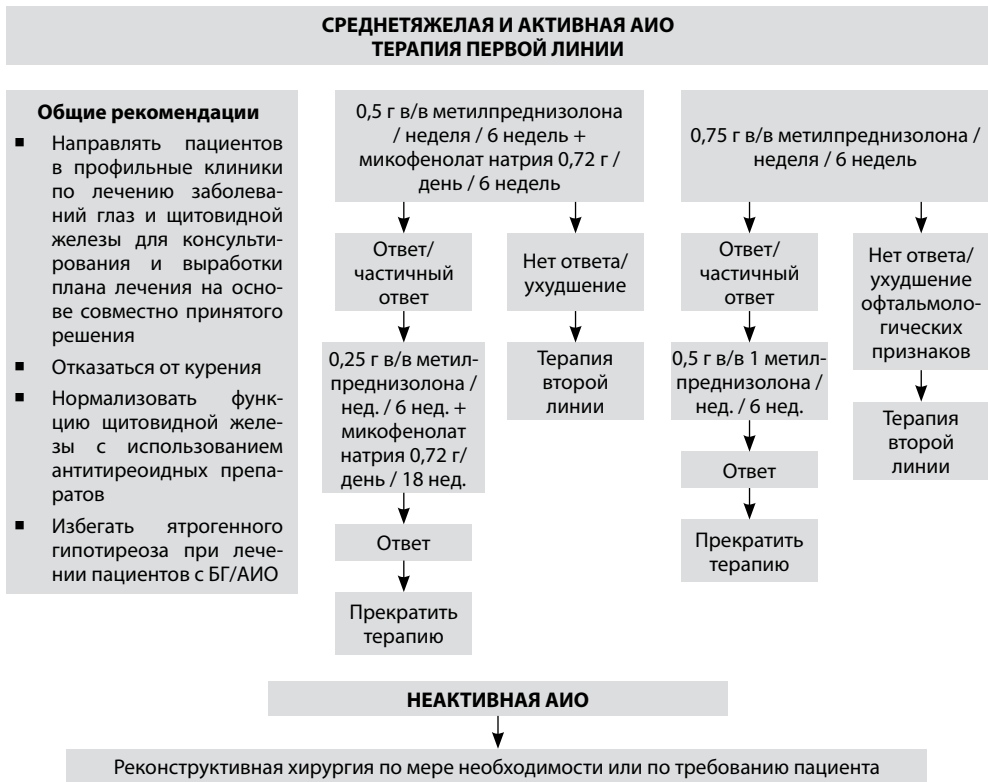 СРЕДНЕТЯЖЕЛАЯ И АКТИВНАЯ АИО
ТЕРАПИЯ ПЕРВОЙ ЛИНИИ
Общие рекомендации
▪ Направлять пациентов
в профильные клиники
по лечению заболева-
ний глаз и щитовидной
железы для консульти-
рования и выработки
плана лечения на осно-
ве совместно принятого
решения
▪ Отказаться от курения
▪ Нормализовать функ-
цию щитовидной желе-
зы с использованием
антитиреоидных препа-
ратов
▪ Избегать ятрогенного
гипотиреоза при лече-
нии пациентов с БГ/АИО
0,5 г в/в метилпреднизолона
/ неделя / 6 недель +
микофенолат натрия 0,72 г /
день / 6 недель
Ответ/
частичный
ответ
Нет ответа/
ухудшение
0,25 г в/в метил-
преднизолона /
нед. / 6 нед. +
микофенолат
натрия 0,72 г/
день / 18 нед.
Терапия
второй
линии
Ответ
Прекратить
терапию
0,75 г в/в метилпреднизолона /
неделя / 6 недель
Ответ/
частичный
ответ
Нет ответа/
ухудшение
офтальмоло-
гических
признаков
0,5 г в/в 1 метил-
преднизолона /
нед. / 6 нед.
Терапия
второй
линии
Ответ
Прекратить
терапию
НЕАКТИВНАЯ АИО
Реконструктивная хирургия по мере необходимости или по требованию пациента